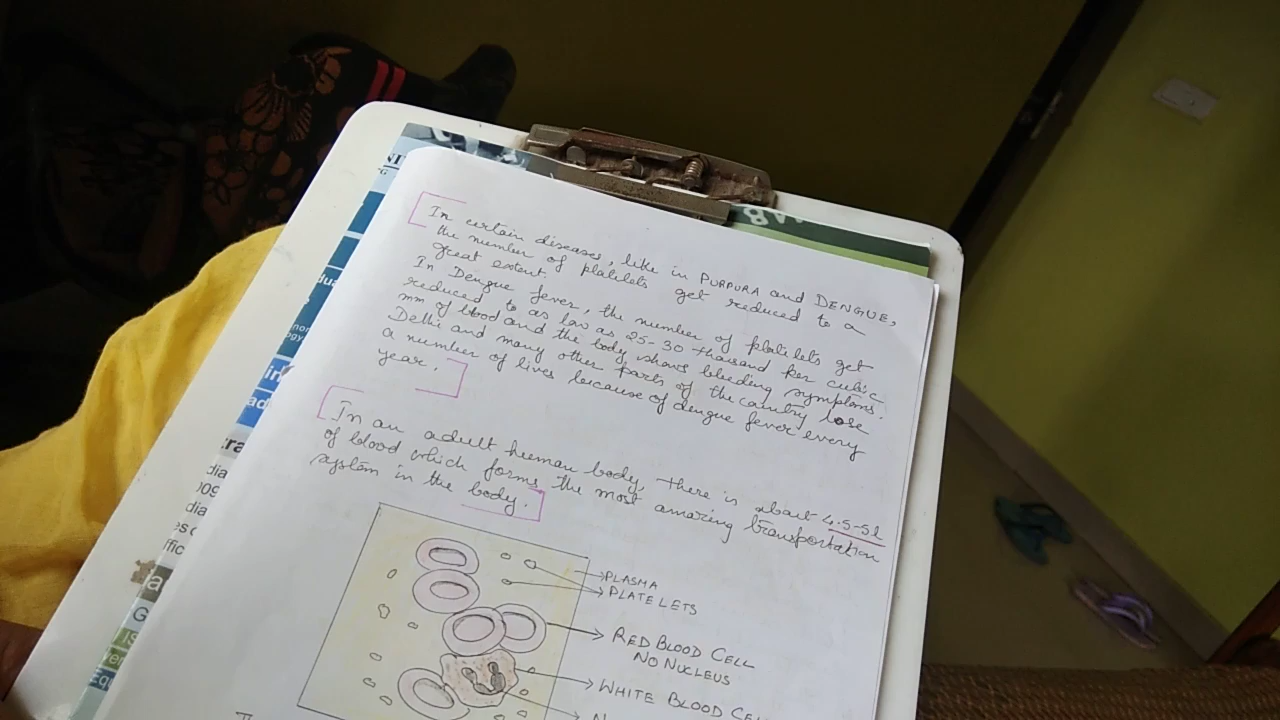 In certain diseases, like in PURPURA and DENGUE,
the number of platelets get reduced to a
great extent.
In Dengue fever, the number of platelets get
reduced to as low as 25-30 thousand per cubic
mm of blood and the body shows bleeding symptoms.
Delhi and many other parts of the country lose
a number of lives because of dengue fever every
year.
In an adult human body, there is about 4.5-5l
of blood which forms the most amazing transportation
system in the body.
PLASMA
PLATELETS
RED BLOOD CELL
NO NUCLEUS
WHITE BLOOD CEL